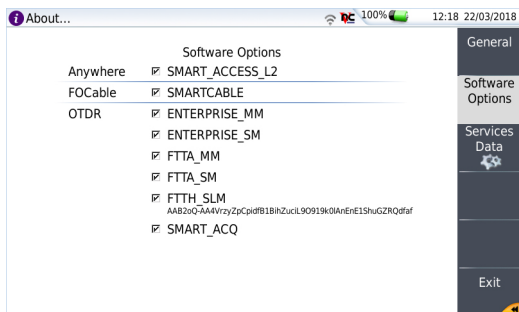 About...
100%
12:18 22/03/2018
Software Options
Anywhere SMART_ACCESS_L2
FOCable SMARTCABLE
OTDR ENTERPRISE_MM
ENTERPRISE_SM
FTTA_MM
FTTA_SM
FTTH_SLM
AAB2oQ-AA4VrzyZpCpidfB1BihZuciL9O919k0lAnEnE1ShuGZRQdfaf
SMART_ACQ
General
Software
Options
Services
Data
Exit